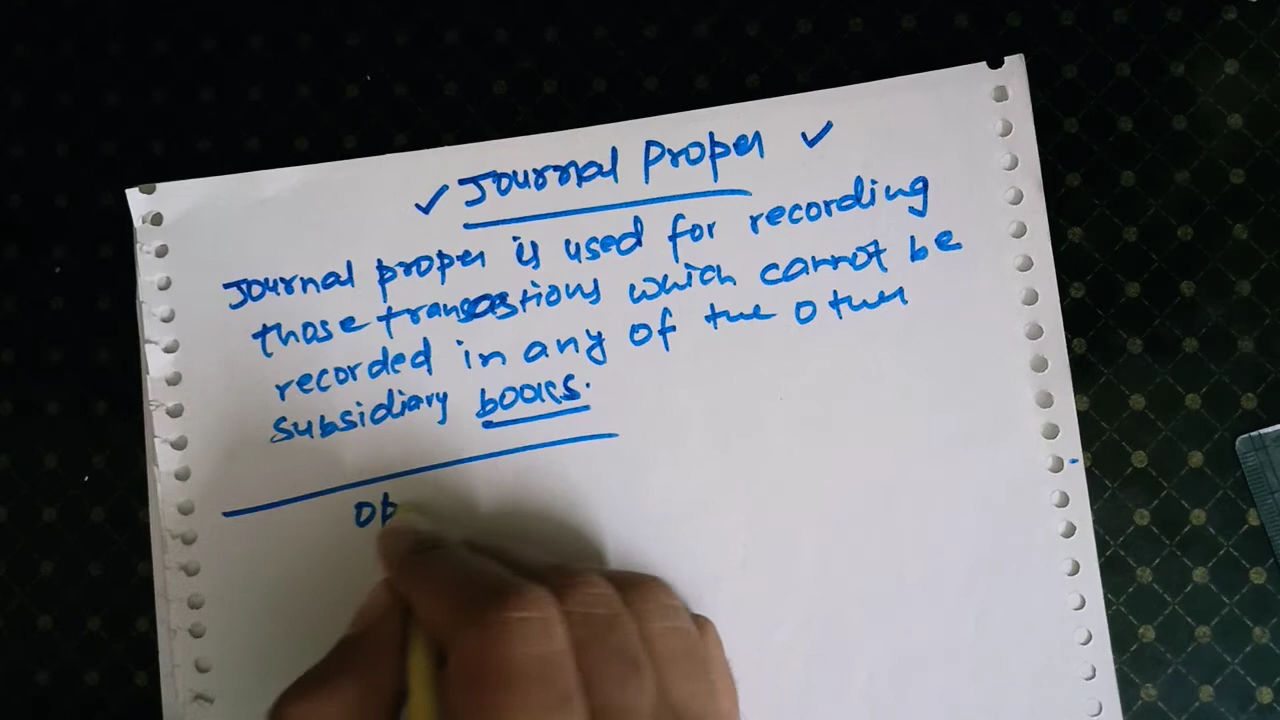 Journal Proper
Journal proper is used for recording
those transactions which cannot be
recorded in any of the other
subsidiary books.
Op